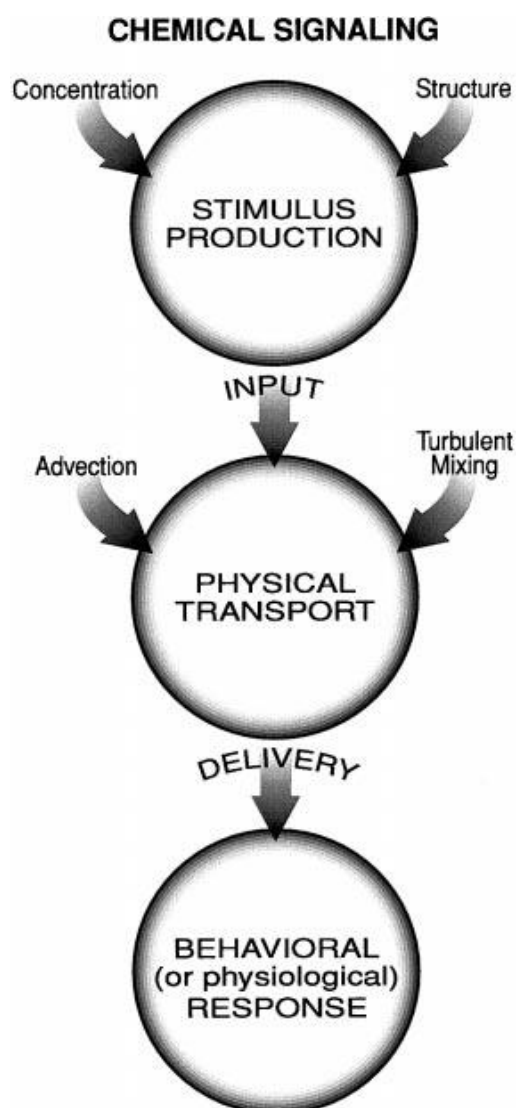 CHEMICAL SIGNALING
Concentration
Structure
STIMULUS
PRODUCTION
INPUT
Advection
Turbulent
Mixing
PHYSICAL
TRANSPORT
DELIVERY
BEHAVIORAL
(or physiological)
RESPONSE